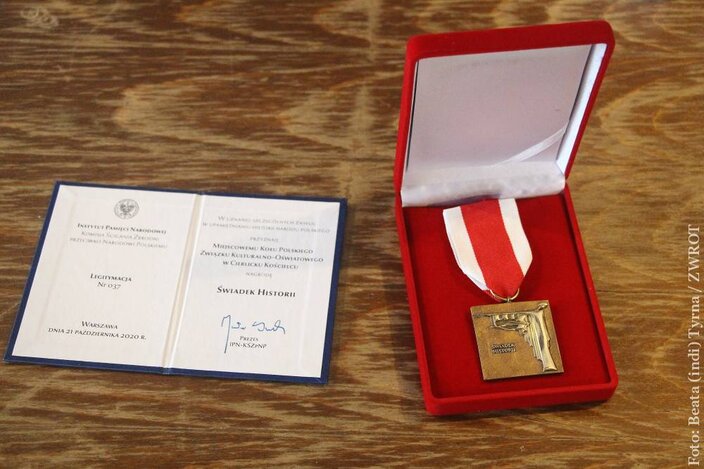 Instytut Pamięci Narodowej
Komisja Ścigania Zbrodni
przeciwko Narodowi Polskiemu
Legitymacja
Nr 037
Warszawa
dnia 21 października 2020 r.
W uznaniu szczególnych zasług
w upamiętnianiu historii Narodu Polskiego
przyznaję
Miejscowemu Kołu Polskiego
Związku Kulturalno-Oświatowego
w Cierlicku Kościelcu
nagrodę
Świadek Historii
Prezes
IPN-KŚZpNP
ŚWIADEK
HISTORII
Foto: Beata (indi) Tyrna / ZWROT